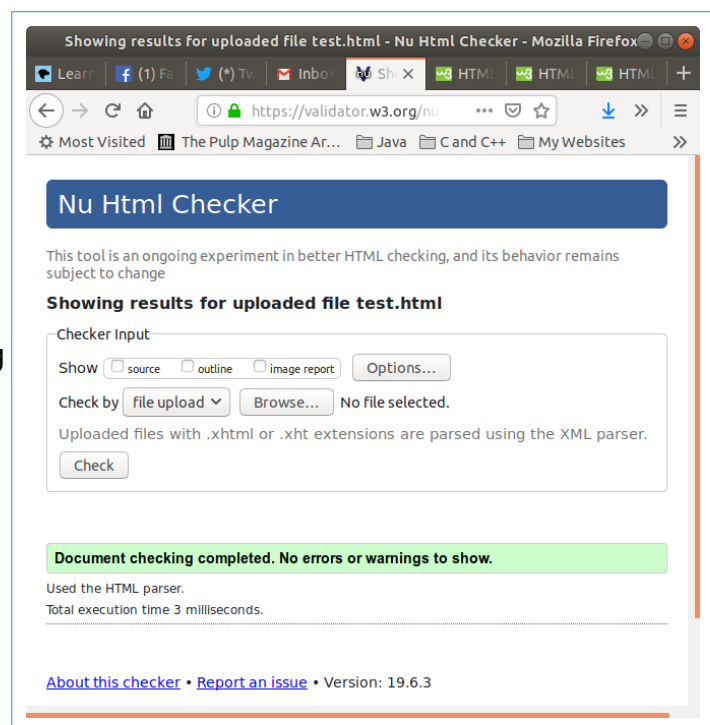 Showing results for uploaded file test.html - Nu Html Checker - Mozilla Firefox
Learn (1) Fa (*) Tw Inbo Sh HTML HTML HTML
https://validator.w3.org/nu
Most Visited The Pulp Magazine Ar... Java C and C++ My Websites
Nu Html Checker
This tool is an ongoing experiment in better HTML checking, and its behavior remains
subject to change
Showing results for uploaded file test.html
Checker Input
g
Show source outline image report Options...
Check by file upload Browse... No file selected.
Uploaded files with .xhtml or .xht extensions are parsed using the XML parser.
Check
Document checking completed. No errors or warnings to show.
Used the HTML parser.
Total execution time 3 milliseconds.
About this checker • Report an issue • Version: 19.6.3